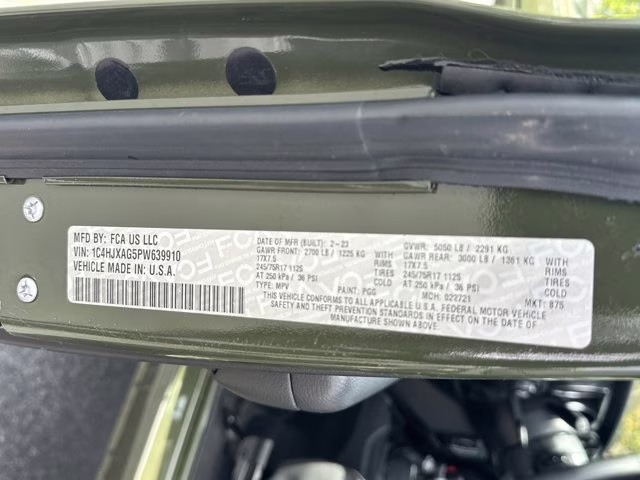 MFD BY: FCA US LLC
VIN: 1C4HJXAG5PW639910
VEHICLE MADE IN U.S.A.
DATE OF MFR (BUILT): 2-23
GAWR FRONT: 2700 LB / 1225 KG
17X7.5
245/75R17 112S TIRES
AT 250 kPa / 36 PSI COLD
TYPE: MPV PAINT: PGG
GVWR: 5050 LB / 2291 KG
GAWR REAR: 3000 LB / 1361 KG
17X7.5
245/75R17 112S TIRES
AT 250 kPa / 36 PSI COLD
MDH: 022721 MKT: 875
THIS VEHICLE CONFORMS TO ALL APPLICABLE U.S.A. FEDERAL MOTOR VEHICLE
SAFETY AND THEFT PREVENTION STANDARDS IN EFFECT ON THE DATE OF
MANUFACTURE SHOWN ABOVE.